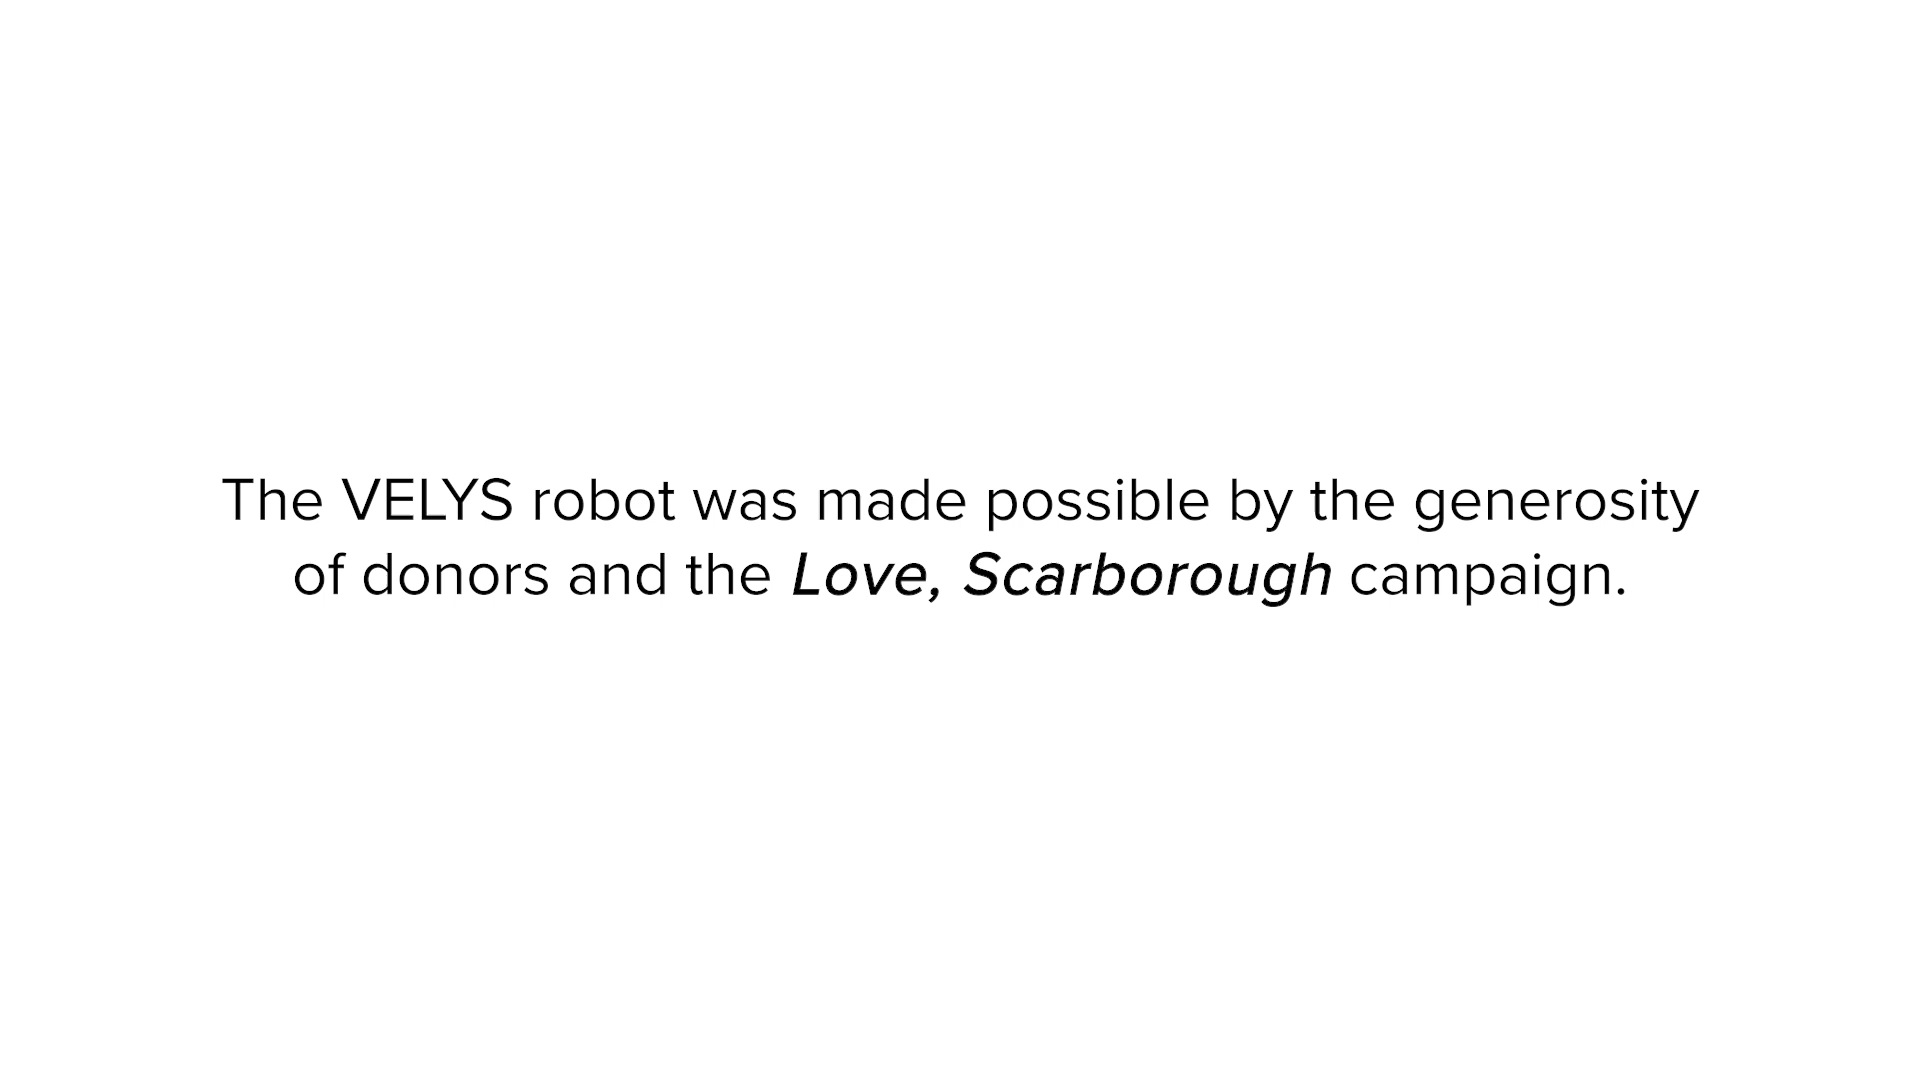 The VELYS robot was made possible by the generosity
of donors and the Love, Scarborough campaign.